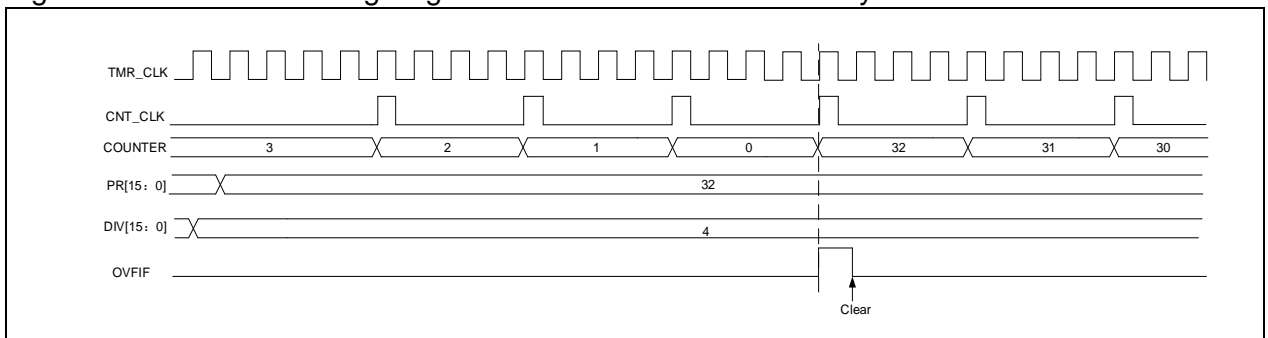 TMR_CLK
CNT_CLK
COUNTER 3 2 1 0 32 31 30
PR[15：0] 32
DIV[15：0] 4
OVFIF
Clear